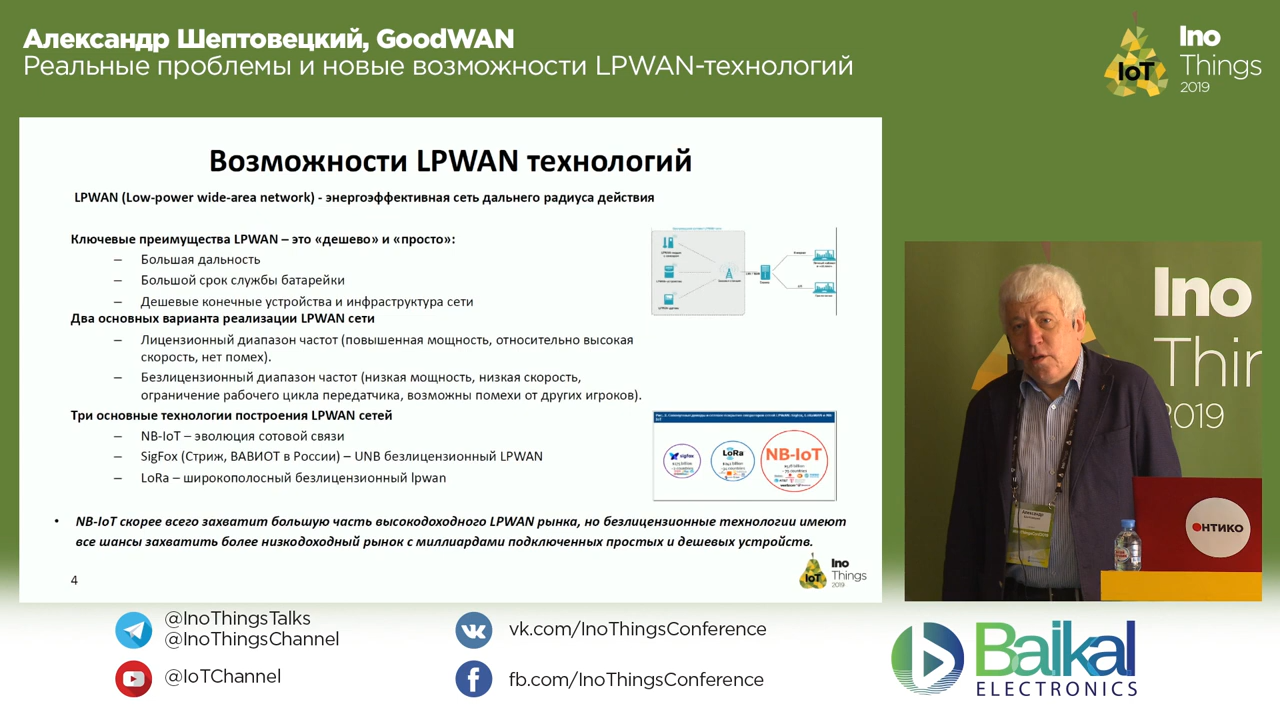 Александр Шептовецкий, GoodWAN
Реальные проблемы и новые возможности LPWAN-технологий
IoT
Ino
Things
2019
Возможности LPWAN технологий
LPWAN (Low-power wide-area network) - энергоэффективная сеть дальнего радиуса действия
Ключевые преимущества LPWAN – это «дешево» и «просто»:
– Большая дальность
– Большой срок службы батарейки
– Дешевые конечные устройства и инфраструктура сети
Два основных варианта реализации LPWAN сети
– Лицензионный диапазон частот (повышенная мощность, относительно высокая
скорость, нет помех).
– Безлицензионный диапазон частот (низкая мощность, низкая скорость,
ограничение рабочего цикла передатчика, возможны помехи от других игроков).
Три основные технологии построения LPWAN сетей
– NB-IoT – эволюция сотовой связи
– SigFox (Стриж, ВАВИОТ в России) – UNB безлицензионный LPWAN
– LoRa – широкополосный безлицензионный lpwan
sigfox
LoRa
NB-IoT
• NB-IoT скорее всего захватит большую часть высокодоходного LPWAN рынка, но безлицензионные технологии имеют
все шансы захватить более низкодоходный рынок с миллиардами подключенных простых и дешевых устройств.
4
IoT
Ino
Things
2019
Ino
Thir
2019
Александр
ОНТИКО
@InoThingsTalks
@InoThingsChannel
@IoTChannel
vk.com/InoThingsConference
fb.com/InoThingsConference
Baikal
ELECTRONICS